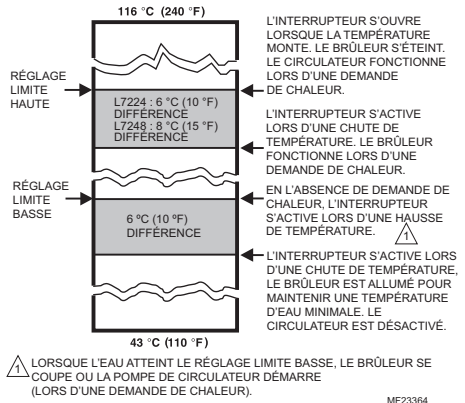 116 °C (240 °F)
L'INTERRUPTEUR S'OUVRE
LORSQUE LA TEMPÉRATURE
MONTE. LE BRÛLEUR S'ÉTEINT.
LE CIRCULATEUR FONCTIONNE
LORS D'UNE DEMANDE
DE CHALEUR.
RÉGLAGE
LIMITE
HAUTE
L7224 : 6 °C (10 °F)
DIFFÉRENCE
L7248 : 8 °C (15 °F)
DIFFÉRENCE
L'INTERRUPTEUR S'ACTIVE
LORS D'UNE CHUTE DE
TEMPÉRATURE. LE BRÛLEUR
FONCTIONNE LORS D'UNE
DEMANDE DE CHALEUR.
RÉGLAGE
LIMITE
BASSE
EN L'ABSENCE DE DEMANDE DE
CHALEUR, L'INTERRUPTEUR
S'ACTIVE LORS D'UNE HAUSSE
DE TEMPÉRATURE. 1
6 ºC (10 ºF)
DIFFÉRENCE
L'INTERRUPTEUR S'ACTIVE LORS
D'UNE CHUTE DE TEMPÉRATURE,
LE BRÛLEUR EST ALLUMÉ POUR
MAINTENIR UNE TEMPÉRATURE
D'EAU MINIMALE. LE
CIRCULATEUR EST DÉSACTIVÉ.
43 °C (110 °F)
1 LORSQUE L'EAU ATTEINT LE RÉGLAGE LIMITE BASSE, LE BRÛLEUR SE
COUPE OU LA POMPE DE CIRCULATEUR DÉMARRE
(LORS D'UNE DEMANDE DE CHALEUR).
MF23364